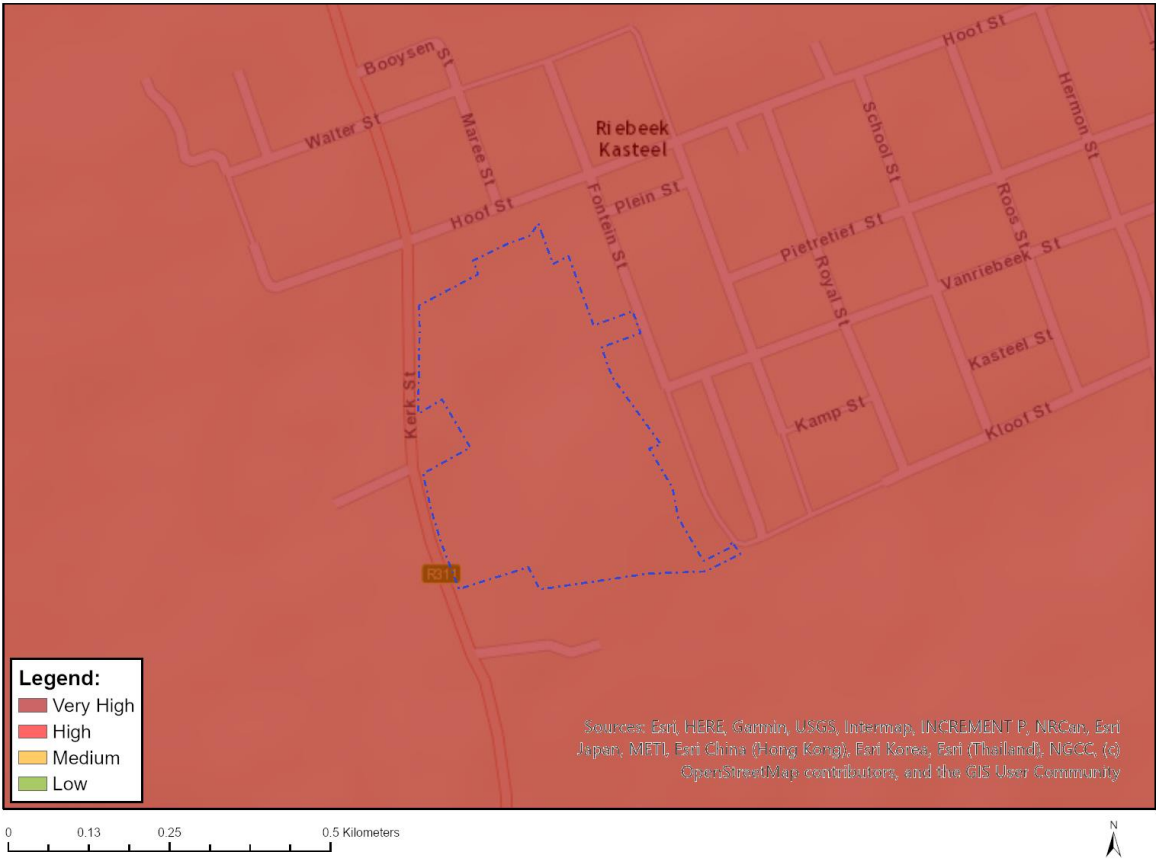 Booysen St
Walter St
Maree St
Hoof St
Riebeek
Kasteel
Hoof St
Fontein St
Plein St
School St
Hermon St
Pietretief St
Roos St
Royal St
Vanriebeek St
Kasteel St
Kamp St
Kloof St
Kerk St
R311
Legend:
Very High
High
Medium
Low
Sources: Esri, HERE, Garmin, USGS, Intermap, INCREMENT P, NRCan, Esri
Japan, METI, Esri China (Hong Kong), Esri Korea, Esri (Thailand), NGCC, (c)
OpenStreetMap contributors, and the GIS User Community
0 0.13 0.25 0.5 Kilometers
N